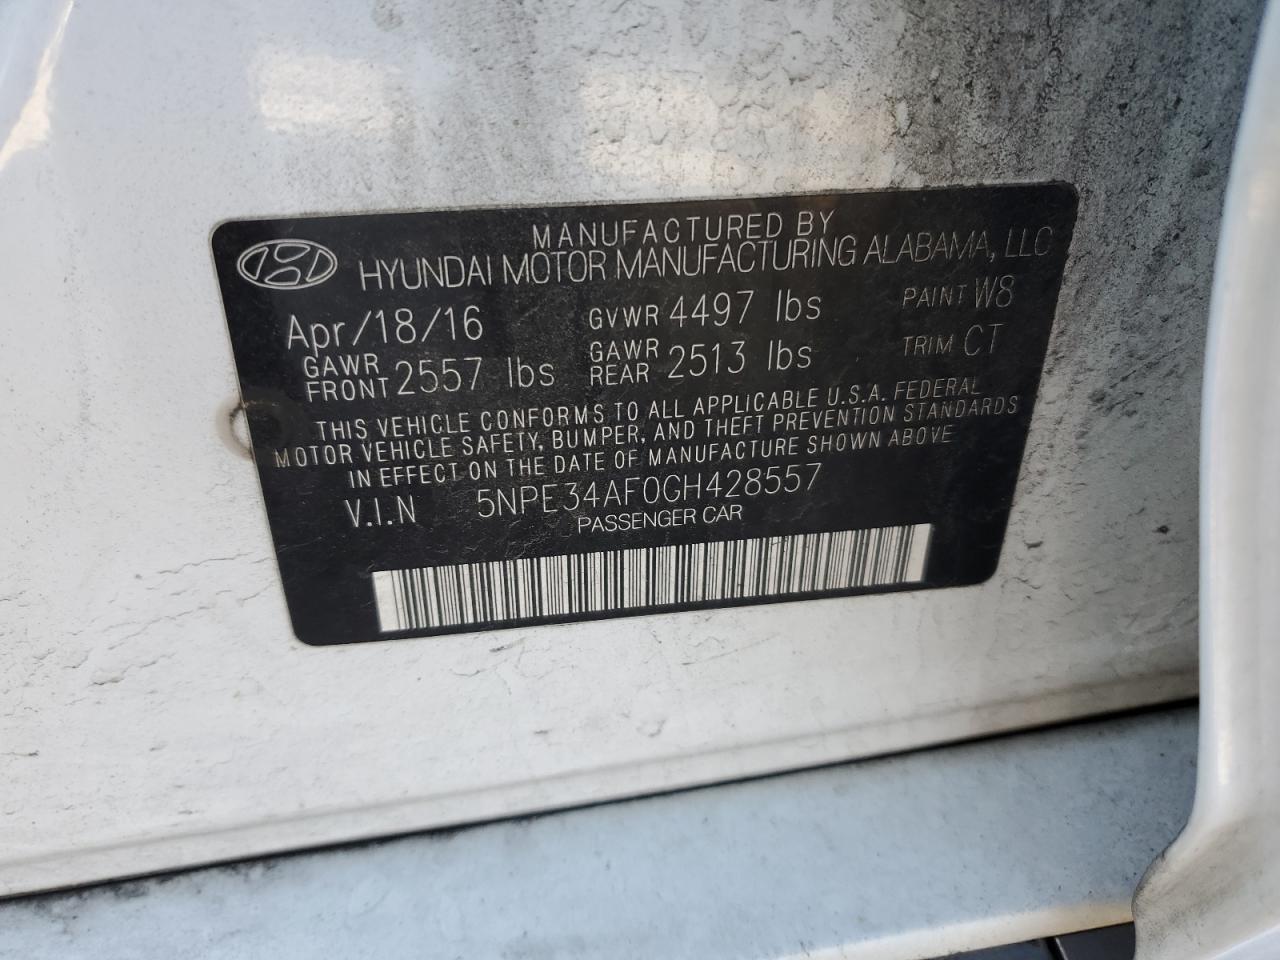 MANUFACTURED BY
HYUNDAI MOTOR MANUFACTURING ALABAMA, LLC
Apr/18/16 GVWR 4497 lbs PAINT W8
GAWR FRONT 2557 lbs GAWR REAR 2513 lbs TRIM CT
THIS VEHICLE CONFORMS TO ALL APPLICABLE U.S.A. FEDERAL
MOTOR VEHICLE SAFETY, BUMPER, AND THEFT PREVENTION STANDARDS
IN EFFECT ON THE DATE OF MANUFACTURE SHOWN ABOVE
V.I.N 5NPE34AF0GH428557
PASSENGER CAR